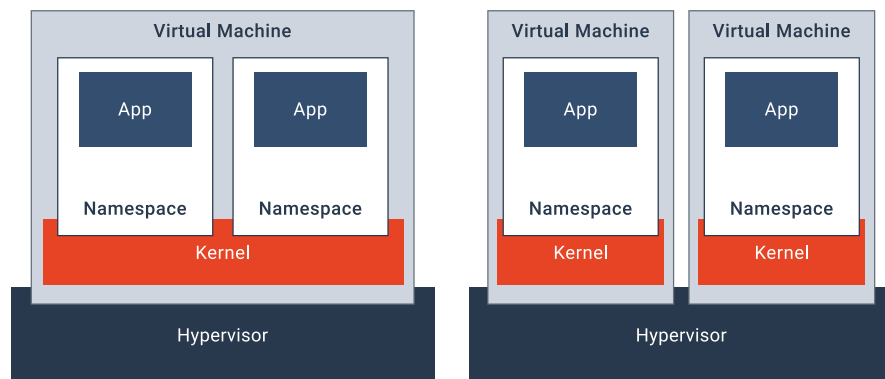 Virtual Machine
App
App
Namespace
Namespace
Kernel
Hypervisor
Virtual Machine
Virtual Machine
App
App
Namespace
Namespace
Kernel
Kernel
Hypervisor